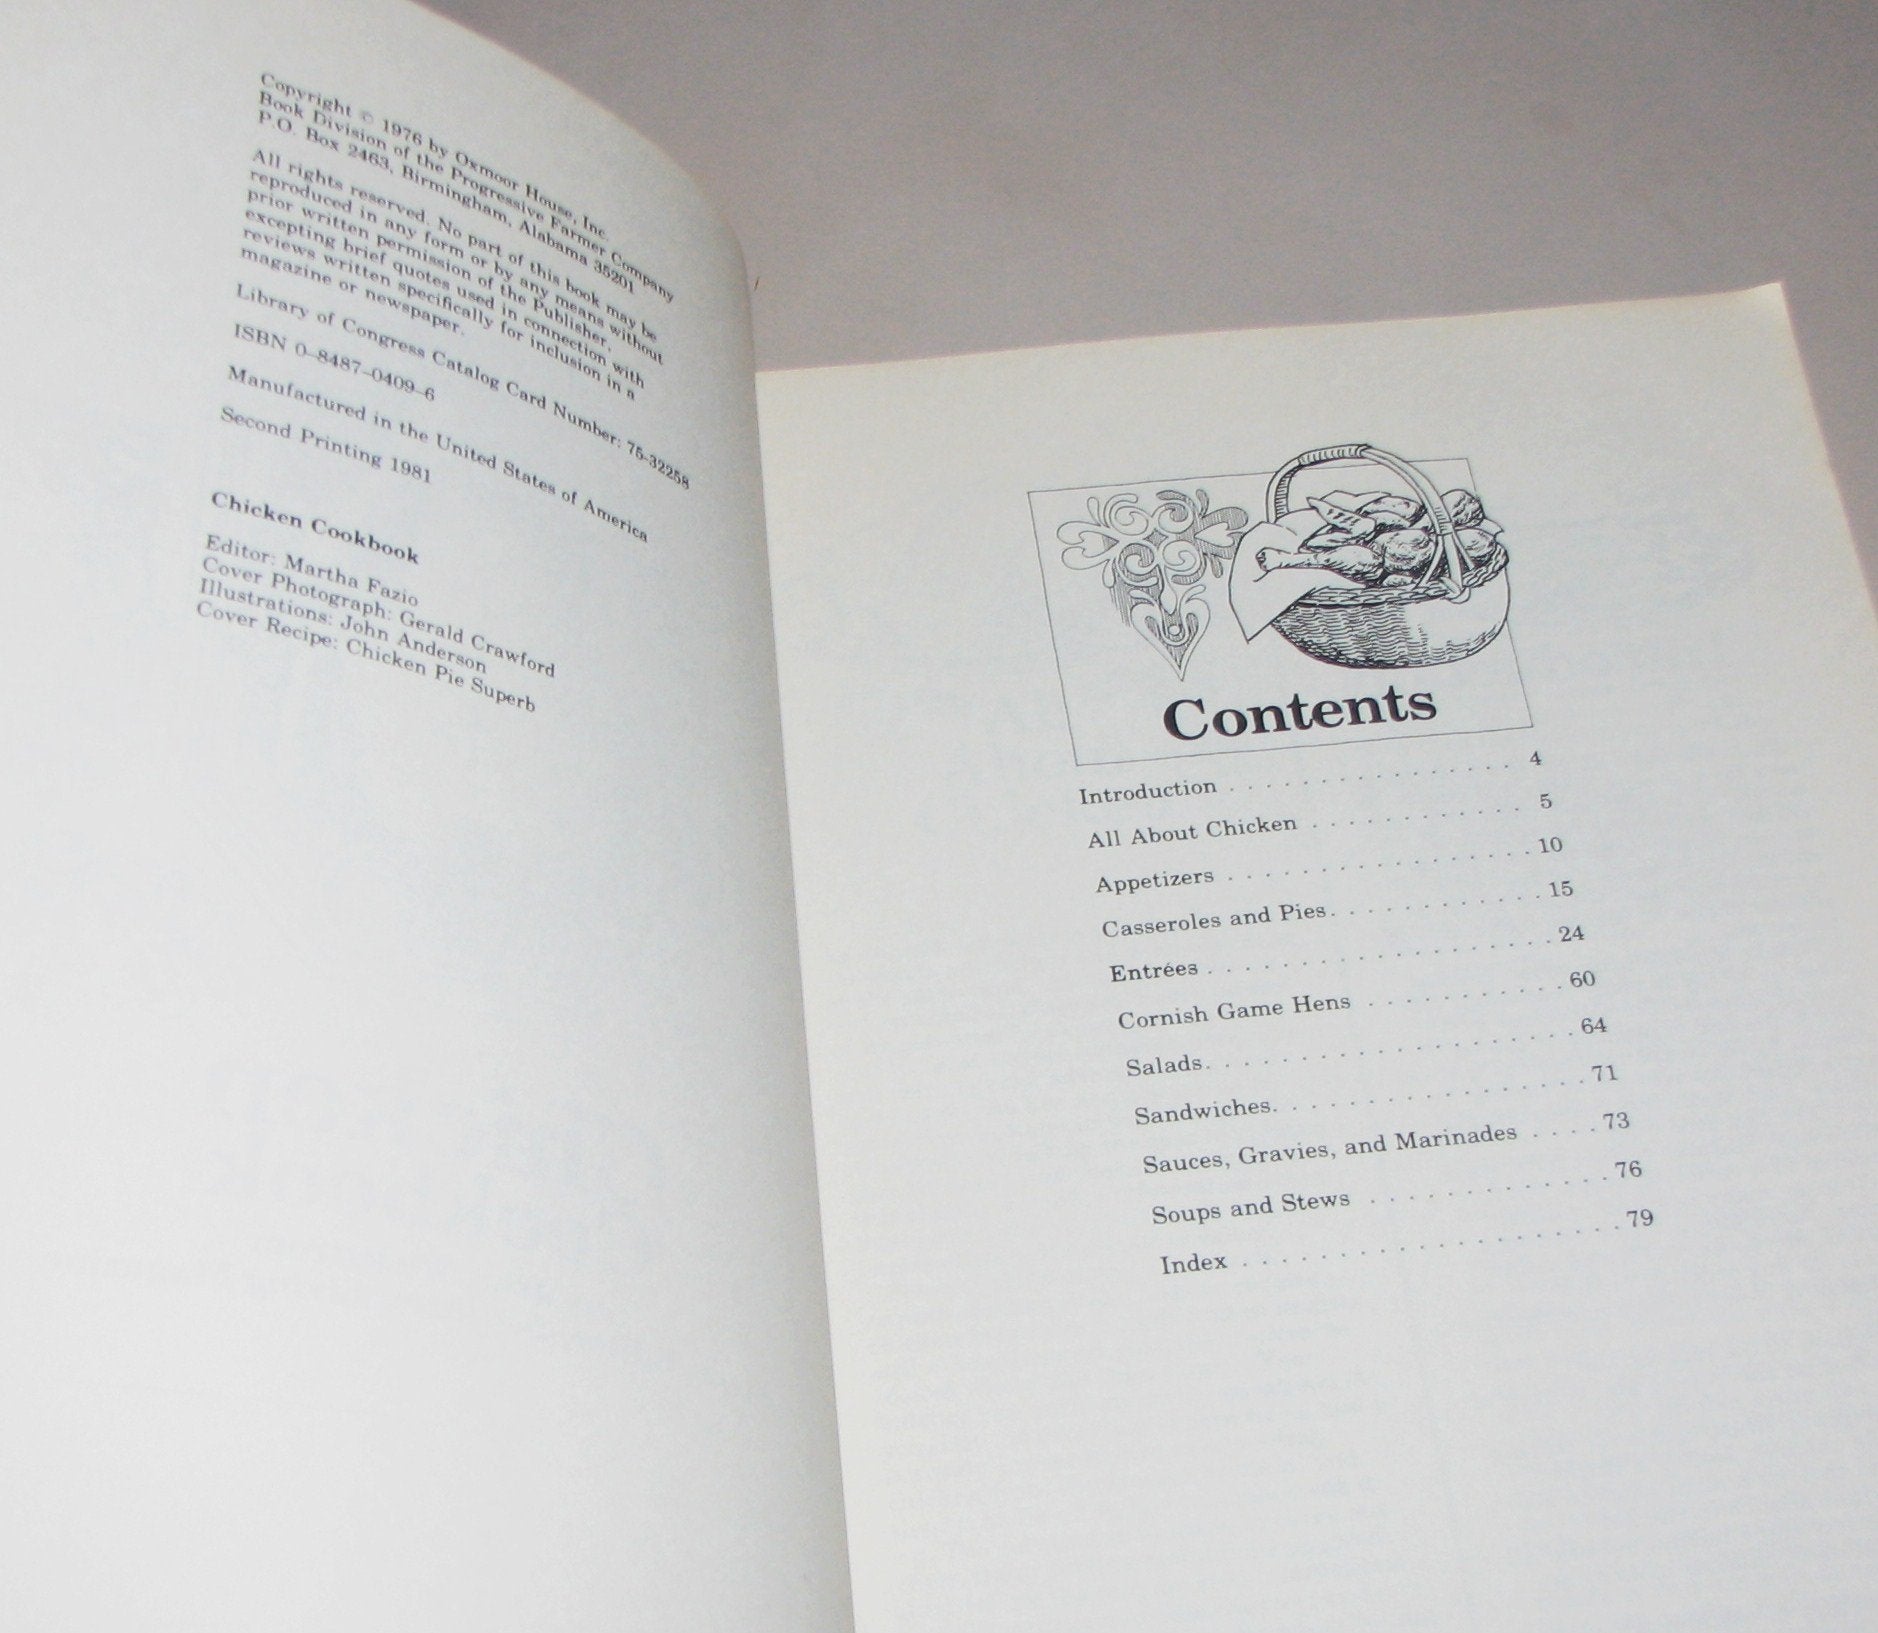 Copyright © 1976 by Oxmoor House, Inc.
Book Division of the Progressive Farmer Company
P.O. Box 2463, Birmingham, Alabama 35201
All rights reserved. No part of this book may be
reproduced in any form or by any means without
prior written permission of the Publisher,
excepting brief quotes used in connection with
reviews written specifically for inclusion in a
magazine or newspaper.
Library of Congress Catalog Card Number: 75-32258
ISBN 0-8487-0409-6
Manufactured in the United States of America
Second Printing 1981
Chicken Cookbook
Editor: Martha Fazio
Cover Photograph: Gerald Crawford
Illustrations: John Anderson
Cover Recipe: Chicken Pie Superb
Contents
Introduction . . . . . . . . . . . . . . . . 4
All About Chicken . . . . . . . . . . . . 5
Appetizers . . . . . . . . . . . . . . . . . 10
Casseroles and Pies. . . . . . . . . . . . 15
Entrées . . . . . . . . . . . . . . . . . . . 24
Cornish Game Hens . . . . . . . . . . . 60
Salads. . . . . . . . . . . . . . . . . . . . 64
Sandwiches. . . . . . . . . . . . . . . . . 71
Sauces, Gravies, and Marinades . . . . 73
Soups and Stews . . . . . . . . . . . . . 76
Index . . . . . . . . . . . . . . . . . . . . 79